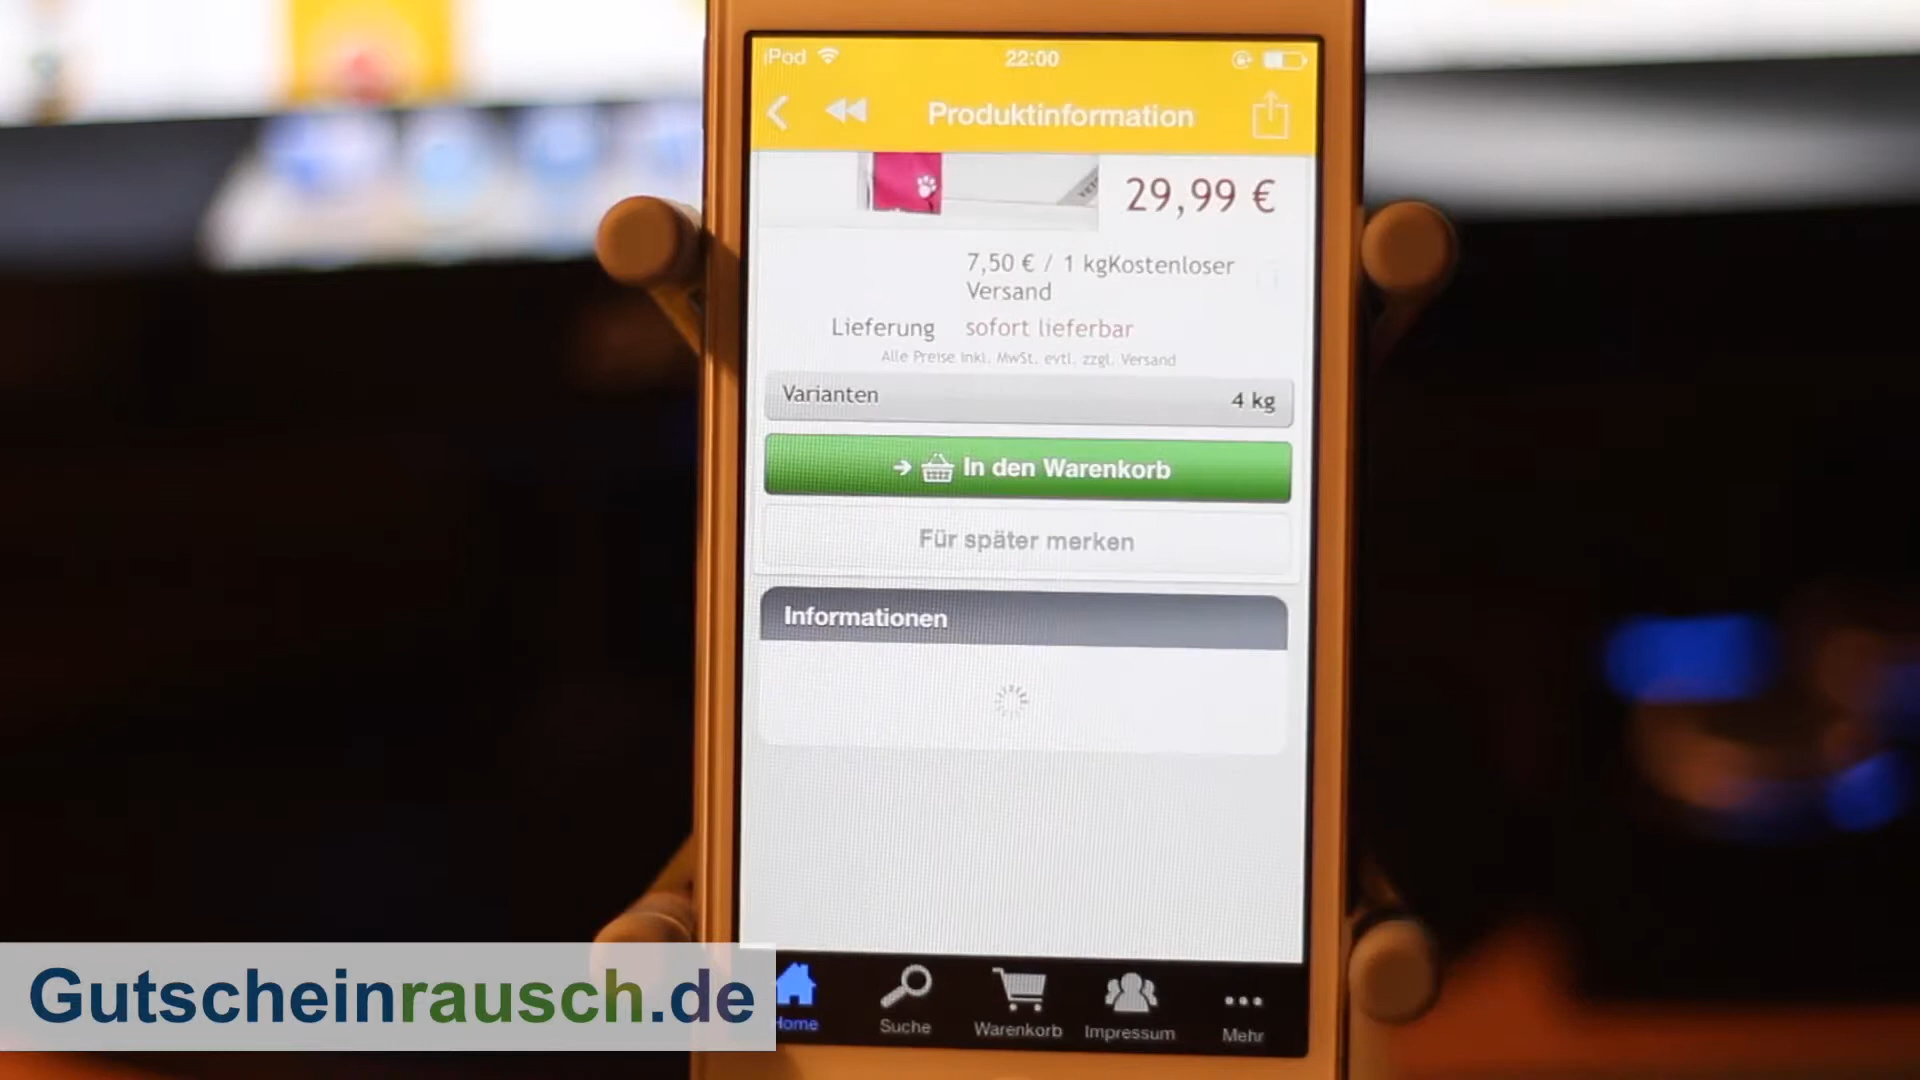 iPod 22:00
Produktinformation
29,99 €
7,50 € / 1 kgKostenloser
Versand
Lieferung sofort lieferbar
Alle Preise inkl. MwSt. evtl. zzgl. Versand
Varianten 4 kg
In den Warenkorb
Für später merken
Informationen
Gutscheinrausch.de
Home Suche Warenkorb Impressum Mehr